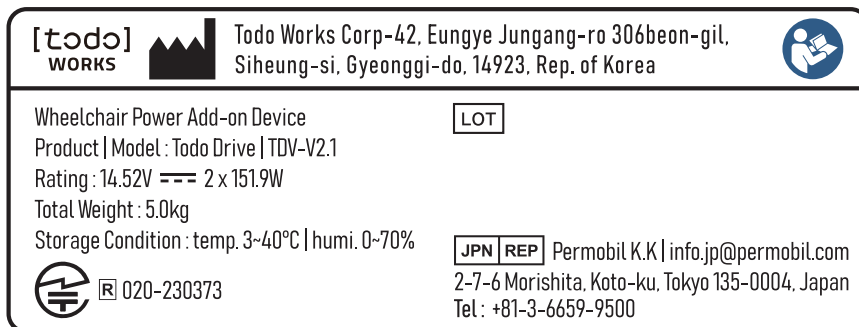 [todo]
WORKS
Todo Works Corp-42, Eungye Jungang-ro 306beon-gil,
Siheung-si, Gyeonggi-do, 14923, Rep. of Korea
Wheelchair Power Add-on Device
Product | Model : Todo Drive | TDV-V2.1
Rating : 14.52V ⎓ 2 x 151.9W
Total Weight : 5.0kg
Storage Condition : temp. 3~40°C | humi. 0~70%
R 020-230373
LOT
JPN REP Permobil K.K | info.jp@permobil.com
2-7-6 Morishita, Koto-ku, Tokyo 135-0004, Japan
Tel : +81-3-6659-9500